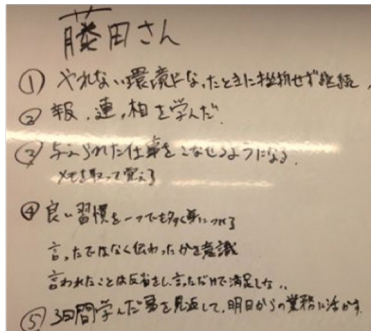 藤田さん
① やれない環境になったときに挫折せず継続。
② 報、連、相を学んだ。
③ 与えられた仕事をこなせるようになる。
メモを取って覚える
④ 良い習慣を一つでも多く身につける
言ったではなく伝わったかを意識
言われたことは反省をし、言っただけで満足しな..
⑤ 3日間学んだ事を見返して、明日からの業務に活かす。